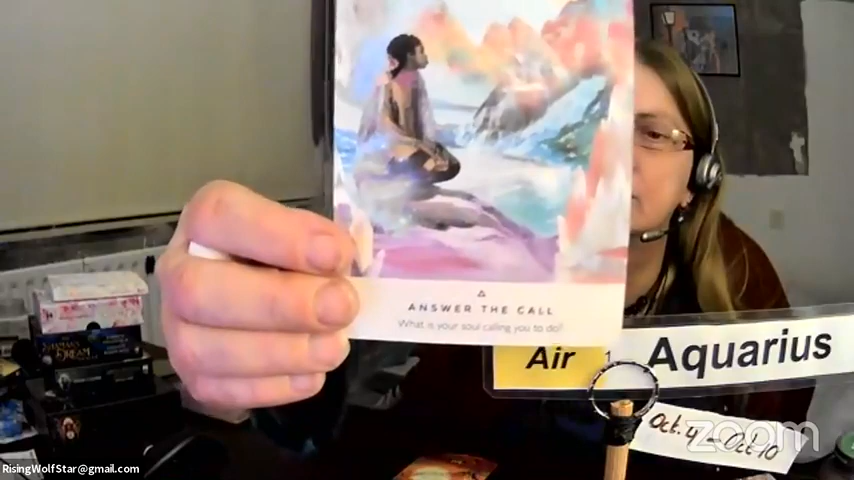 ANSWER THE CALL
What is your soul calling you to do?
Air
Aquarius
Oct. 4 - Oct 10
zoom
DREAM
RisingWolfStar@gmail.com